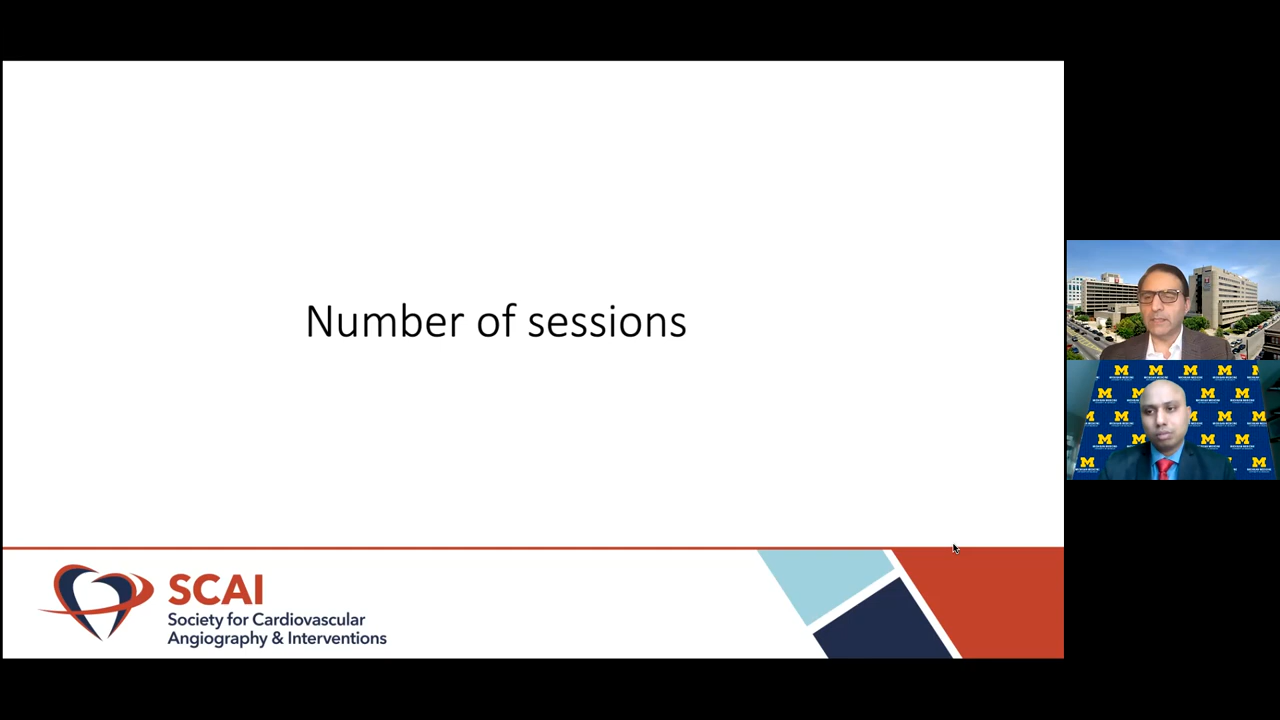 Number of sessions
SCAI
Society for Cardiovascular
Angiography & Interventions
M M M M
M M M
M M M
M M M M
M M